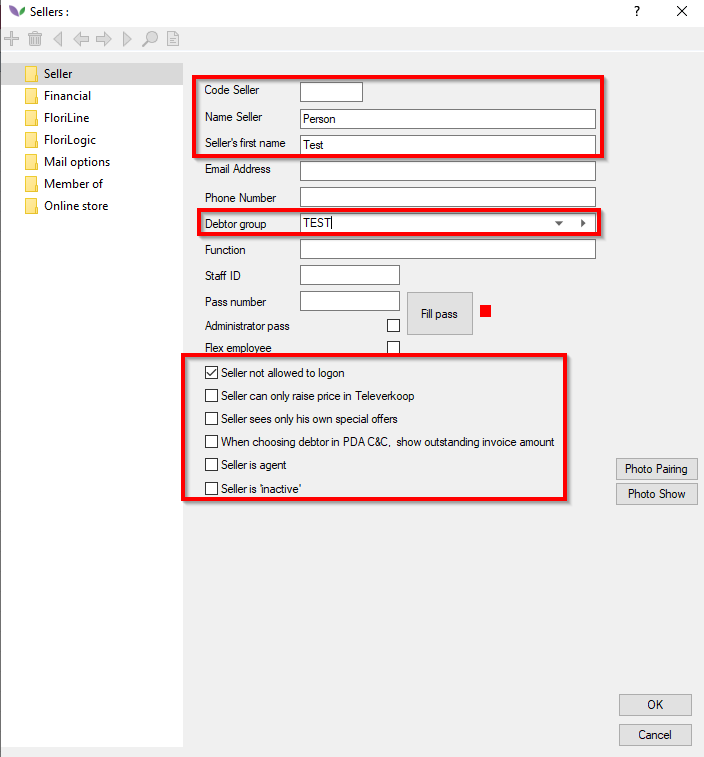 Sellers :
?
Seller
Financial
FloriLine
FloriLogic
Mail options
Member of
Online store
Code Seller
Name Seller Person
Seller's first name Test
Email Address
Phone Number
Debtor group TEST
Function
Staff ID
Pass number
Fill pass
Administrator pass
Flex employee
Seller not allowed to logon
Seller can only raise price in Televerkoop
Seller sees only his own special offers
When choosing debtor in PDA C&C, show outstanding invoice amount
Seller is agent
Seller is 'inactive'
Photo Pairing
Photo Show
OK
Cancel